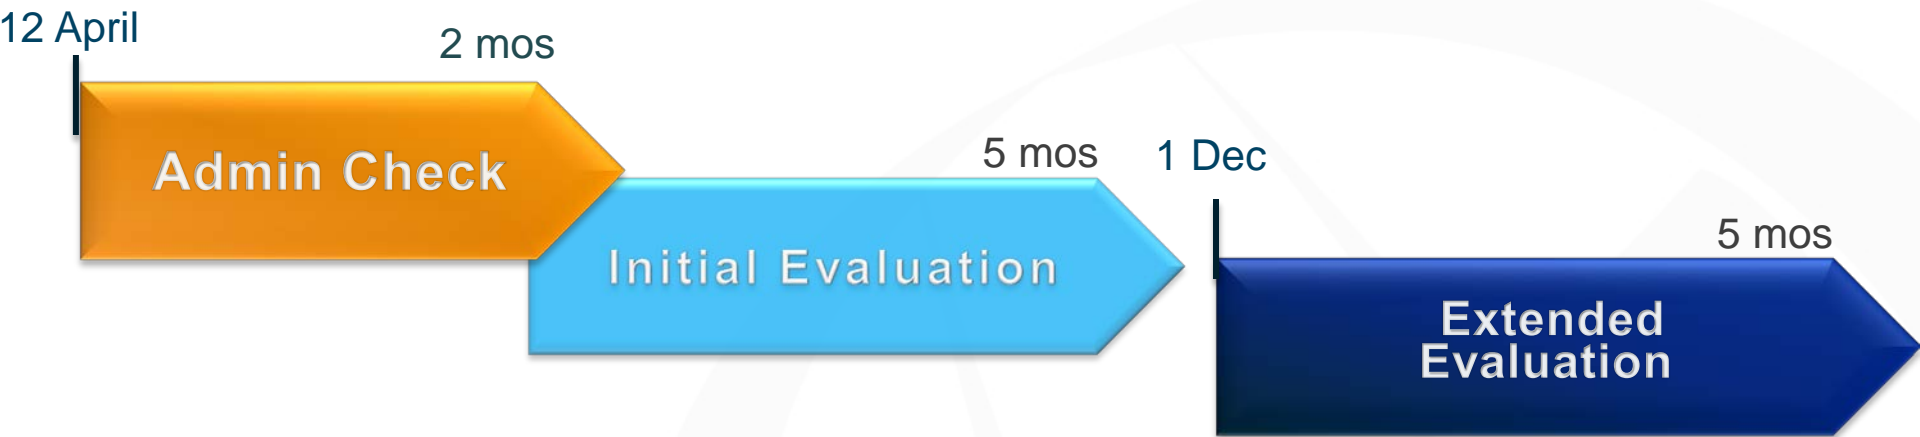 12 April
2 mos
Admin Check
5 mos
1 Dec
Initial Evaluation
5 mos
Extended
Evaluation